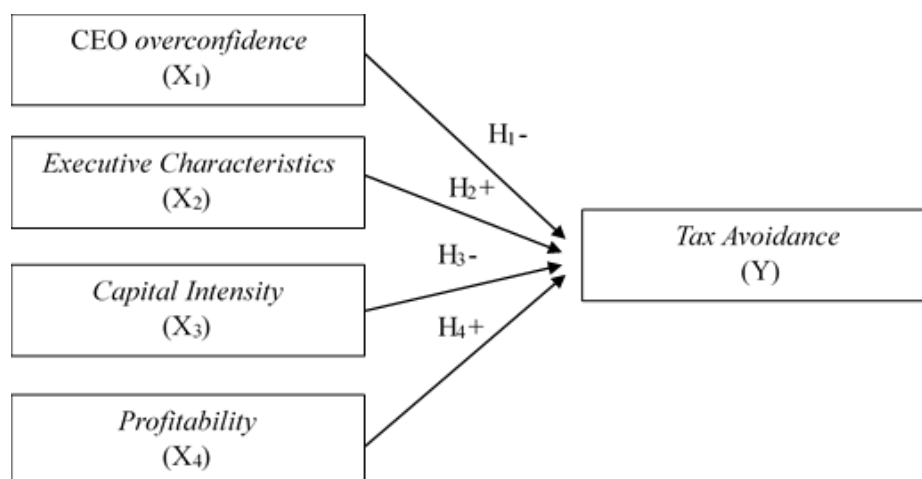 CEO overconfidence
(X₁)
H₁-
Executive Characteristics
(X₂)
H₂+
Tax Avoidance
(Y)
H₃-
Capital Intensity
(X₃)
H₄+
Profitability
(X₄)